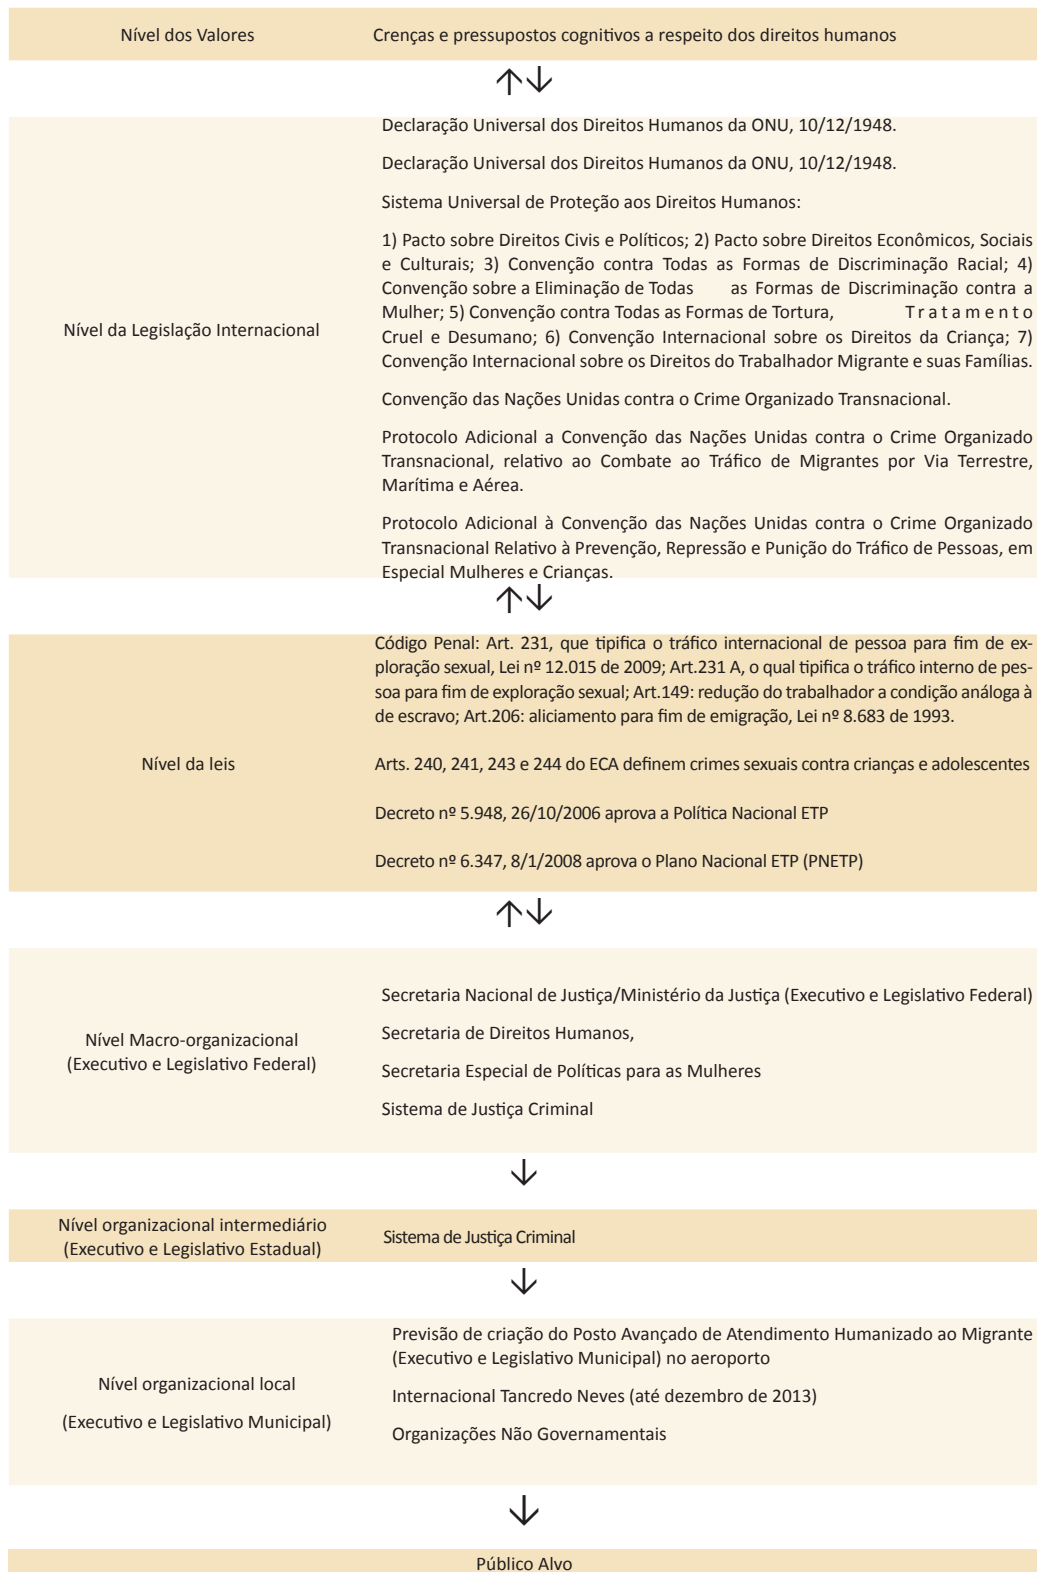 Nível dos Valores
Crenças e pressupostos cognitivos a respeito dos direitos humanos
↑↓
Nível da Legislação Internacional
Declaração Universal dos Direitos Humanos da ONU, 10/12/1948.
Declaração Universal dos Direitos Humanos da ONU, 10/12/1948.
Sistema Universal de Proteção aos Direitos Humanos:
1) Pacto sobre Direitos Civis e Políticos; 2) Pacto sobre Direitos Econômicos, Sociais
e Culturais; 3) Convenção contra Todas as Formas de Discriminação Racial; 4)
Convenção sobre a Eliminação de Todas as Formas de Discriminação contra a
Mulher; 5) Convenção contra Todas as Formas de Tortura, Tratamento
Cruel e Desumano; 6) Convenção Internacional sobre os Direitos da Criança; 7)
Convenção Internacional sobre os Direitos do Trabalhador Migrante e suas Famílias.
Convenção das Nações Unidas contra o Crime Organizado Transnacional.
Protocolo Adicional a Convenção das Nações Unidas contra o Crime Organizado
Transnacional, relativo ao Combate ao Tráfico de Migrantes por Via Terrestre,
Marítima e Aérea.
Protocolo Adicional à Convenção das Nações Unidas contra o Crime Organizado
Transnacional Relativo à Prevenção, Repressão e Punição do Tráfico de Pessoas, em
Especial Mulheres e Crianças.
↑↓
Nível da leis
Código Penal: Art. 231, que tipifica o tráfico internacional de pessoa para fim de ex-
ploração sexual, Lei nº 12.015 de 2009; Art.231 A, o qual tipifica o tráfico interno de pes-
soa para fim de exploração sexual; Art.149: redução do trabalhador a condição análoga à
de escravo; Art.206: aliciamento para fim de emigração, Lei nº 8.683 de 1993.
Arts. 240, 241, 243 e 244 do ECA definem crimes sexuais contra crianças e adolescentes
Decreto nº 5.948, 26/10/2006 aprova a Política Nacional ETP
Decreto nº 6.347, 8/1/2008 aprova o Plano Nacional ETP (PNETP)
↑↓
Nível Macro-organizacional
(Executivo e Legislativo Federal)
Secretaria Nacional de Justiça/Ministério da Justiça (Executivo e Legislativo Federal)
Secretaria de Direitos Humanos,
Secretaria Especial de Políticas para as Mulheres
Sistema de Justiça Criminal
↓
Nível organizacional intermediário
(Executivo e Legislativo Estadual)
Sistema de Justiça Criminal
↓
Nível organizacional local
(Executivo e Legislativo Municipal)
Previsão de criação do Posto Avançado de Atendimento Humanizado ao Migrante
(Executivo e Legislativo Municipal) no aeroporto
Internacional Tancredo Neves (até dezembro de 2013)
Organizações Não Governamentais
↓
Público Alvo